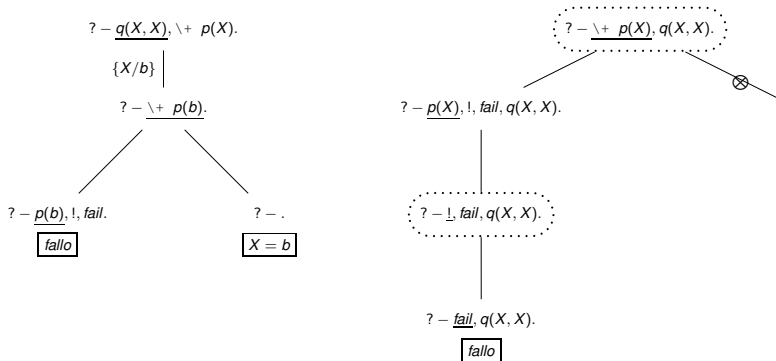 ? – q(X, X), \+ p(X).
{X/b}
? – \+ p(b).
? – p(b), !, fail.
fallo
? – .
X = b
? – \+ p(X), q(X, X).
? – p(X), !, fail, q(X, X).
? – !, fail, q(X, X).
? – fail, q(X, X).
fallo